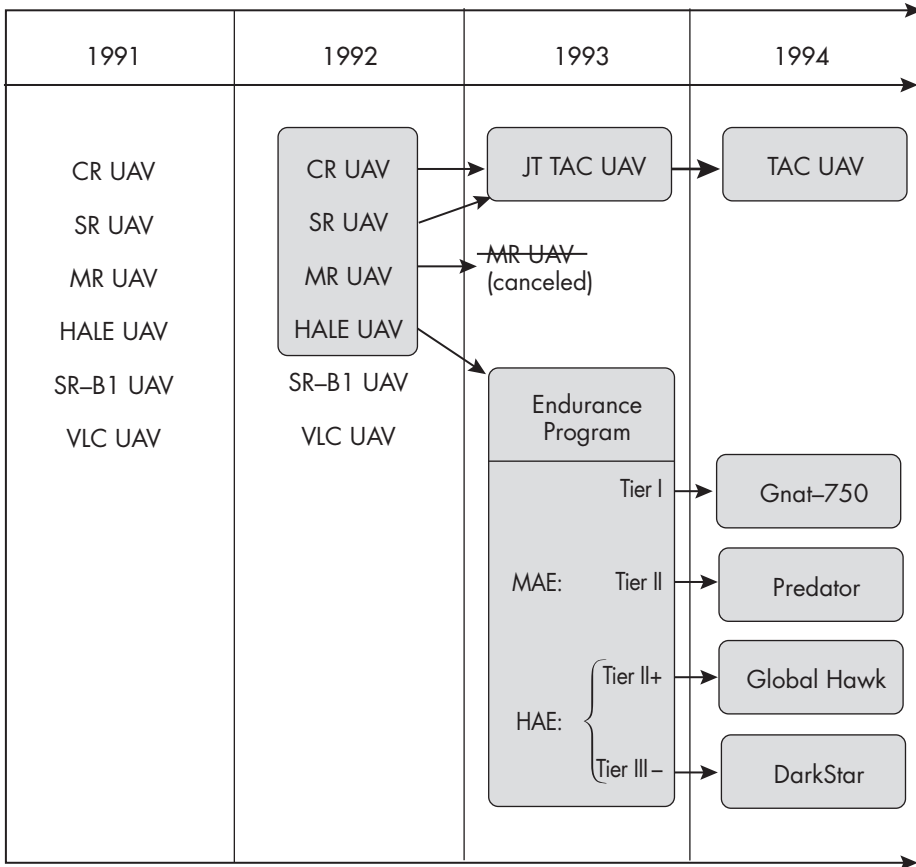 1991
1992
1993
1994
CR UAV
SR UAV
MR UAV
HALE UAV
SR–B1 UAV
VLC UAV
CR UAV
SR UAV
MR UAV
HALE UAV
SR–B1 UAV
VLC UAV
JT TAC UAV
MR UAV
(canceled)
Endurance
Program
Tier I
MAE: Tier II
Tier II+
HAE:
Tier III–
TAC UAV
Gnat–750
Predator
Global Hawk
DarkStar